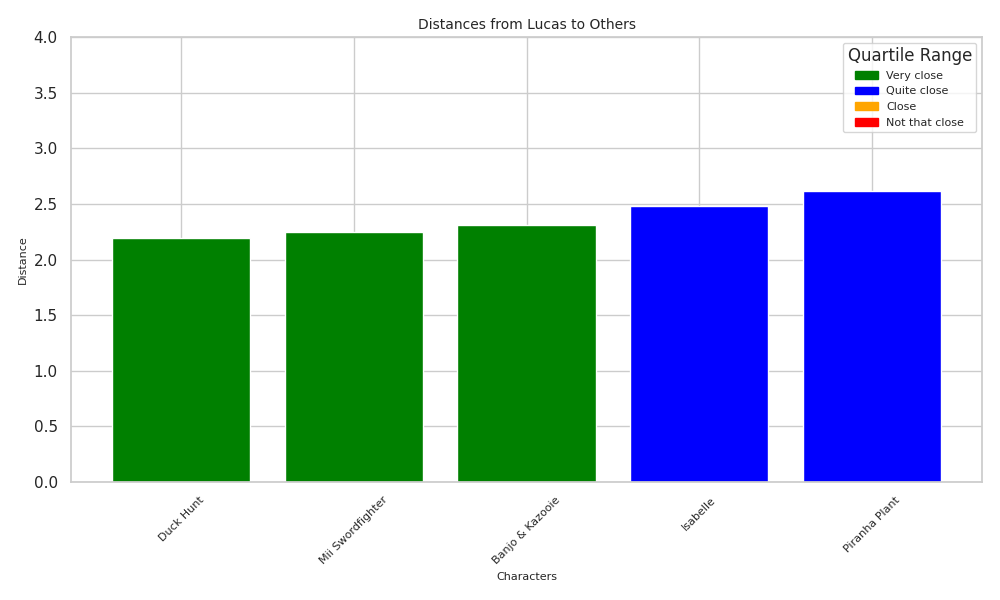 Distances from Lucas to Others
4.0
3.5
3.0
2.5
2.0
1.5
1.0
0.5
0.0
Distance
Quartile Range
Very close
Quite close
Close
Not that close
Duck Hunt
Mii Swordfighter
Banjo & Kazooie
Isabelle
Piranha Plant
Characters